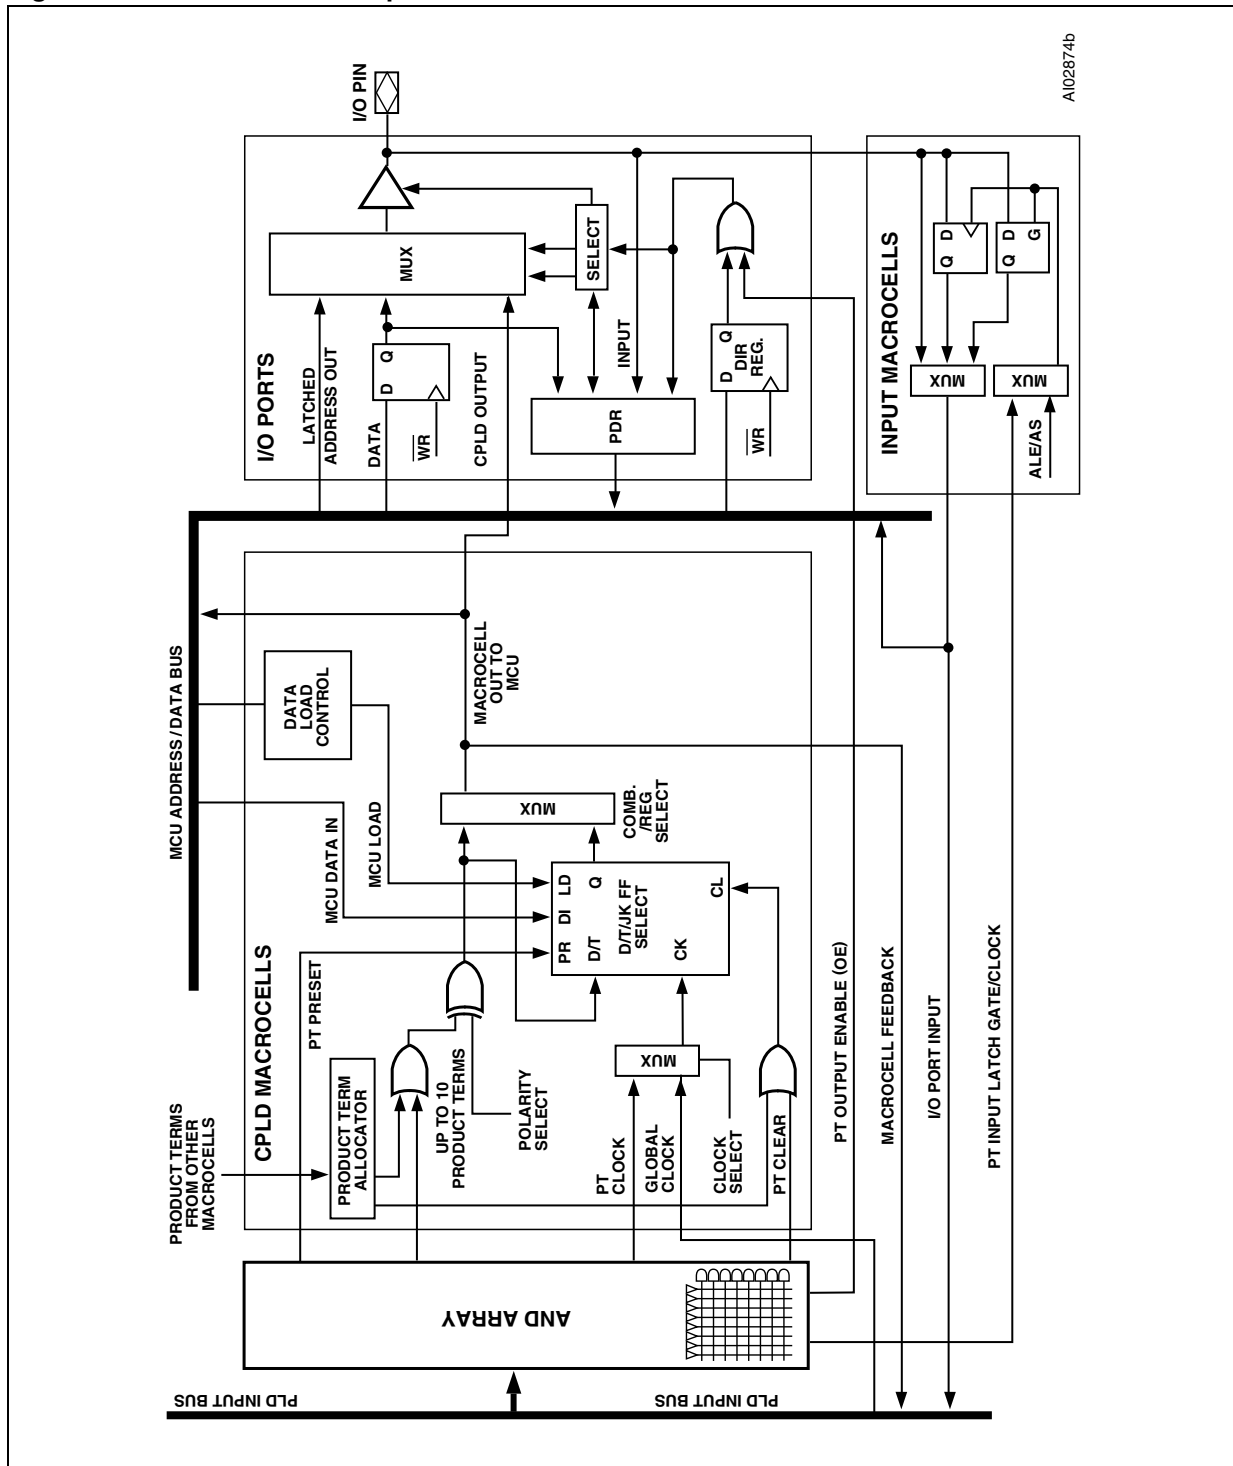 AI02874b
I/O PIN
I/O PORTS
LATCHED
ADDRESS OUT
DATA
D Q
WR
CPLD OUTPUT
MUX
SELECT
INPUT
PDR
D Q
DIR
REG.
WR
INPUT MACROCELLS
Q D
Q D
G
MUX
MUX
ALE/AS
MCU ADDRESS / DATA BUS
DATA
LOAD
CONTROL
MCU DATA IN
MCU LOAD
MACROCELL
OUT TO
MCU
CPLD MACROCELLS
PRODUCT TERMS
FROM OTHER
MACROCELLS
PT PRESET
PRODUCT TERM
ALLOCATOR
UP TO 10
PRODUCT TERMS
POLARITY
SELECT
MUX
COMB.
/REG
SELECT
PR DI LD
D/T Q
D/T/JK FF
SELECT
CK
CL
PT
CLOCK
GLOBAL
CLOCK
MUX
CLOCK
SELECT
PT CLEAR
PT OUTPUT ENABLE (OE)
MACROCELL FEEDBACK
I/O PORT INPUT
PT INPUT LATCH GATE/CLOCK
AND ARRAY
PLD INPUT BUS
PLD INPUT BUS